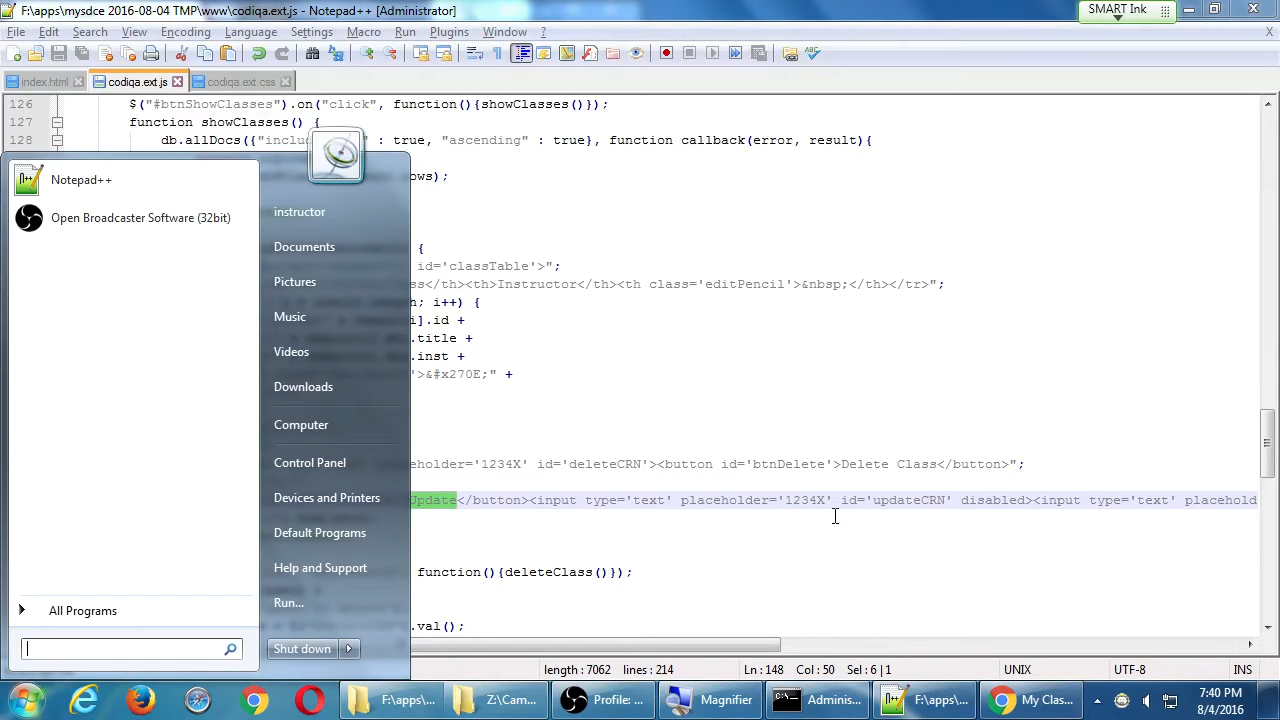 F:\apps\mysdce 2016-08-04 TMP\www\codiqa.ext.js - Notepad++ [Administrator]
SMART Ink
File Edit Search View Encoding Language Settings Macro Run Plugins Window ? X
index.html codiqa.ext.js codiqa.ext.css
126 $("#btnShowClasses").on("click", function(){showClasses()});
127 function showClasses() {
128 db.allDocs({"inclu : true, "ascending" : true}, function callback(error, result){
ows);
{
id='classTable'>";
ss</th><th>Instructor</th><th class='editPencil'>&nbsp;</th></tr>";
; i++) {
i].id +
.title +
.inst +
'>&#x270E;" +
eholder='1234X' id='deleteCRN'><button id='btnDelete'>Delete Class</button>";
Update</button><input type='text' placeholder='1234X' id='updateCRN' disabled><input type='text' placehold
, function(){deleteClass()});
.val();
Notepad++
Open Broadcaster Software (32bit)
All Programs
instructor
Documents
Pictures
Music
Videos
Downloads
Computer
Control Panel
Devices and Printers
Default Programs
Help and Support
Run...
Shut down
length : 7062 lines : 214 Ln : 148 Col : 50 Sel : 6 | 1 UNIX UTF-8 INS
F:\apps\... Z:\Cam... Profile: ... Magnifier Adminis... F:\apps\... My Class...
7:40 PM
8/4/2016